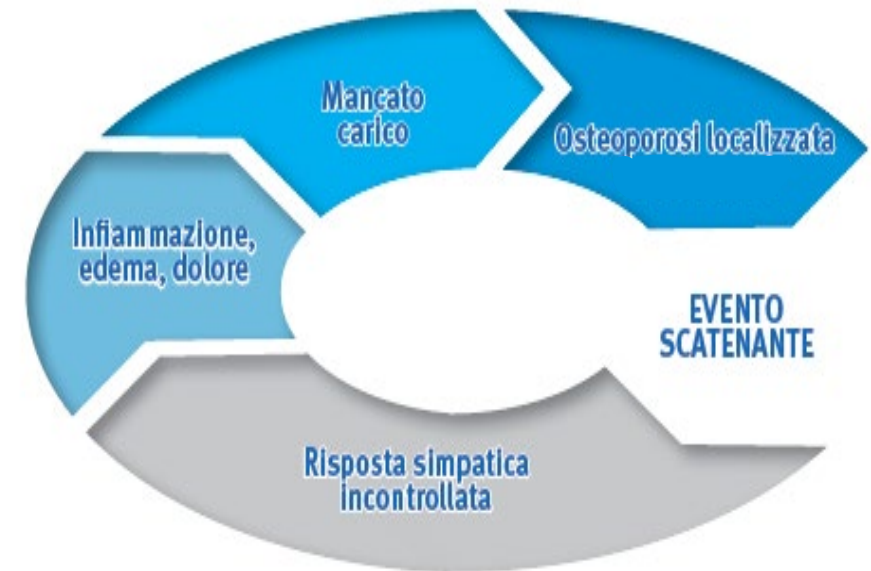 Mancato
carico
Osteoporosi localizzata
Infiammazione,
edema, dolore
EVENTO
SCATENANTE
Risposta simpatica
incontrollata